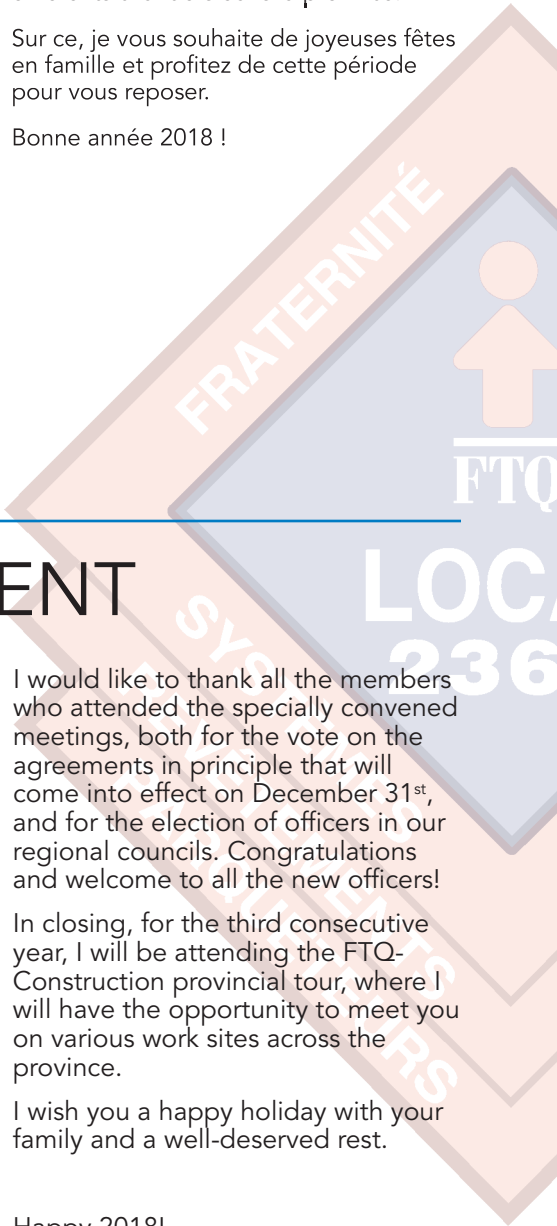 Sur ce, je vous souhaite de joyeuses fêtes
en famille et profitez de cette période
pour vous reposer.
Bonne année 2018 !
FRATERNITÉ
FTQ
LOCA
236
ENT
SYSTÈMES
REVÊTEMENTS
PARQUETEURS
I would like to thank all the members
who attended the specially convened
meetings, both for the vote on the
agreements in principle that will
come into effect on December 31st,
and for the election of officers in our
regional councils. Congratulations
and welcome to all the new officers!
In closing, for the third consecutive
year, I will be attending the FTQ-
Construction provincial tour, where I
will have the opportunity to meet you
on various work sites across the
province.
I wish you a happy holiday with your
family and a well-deserved rest.
Happy 2018!